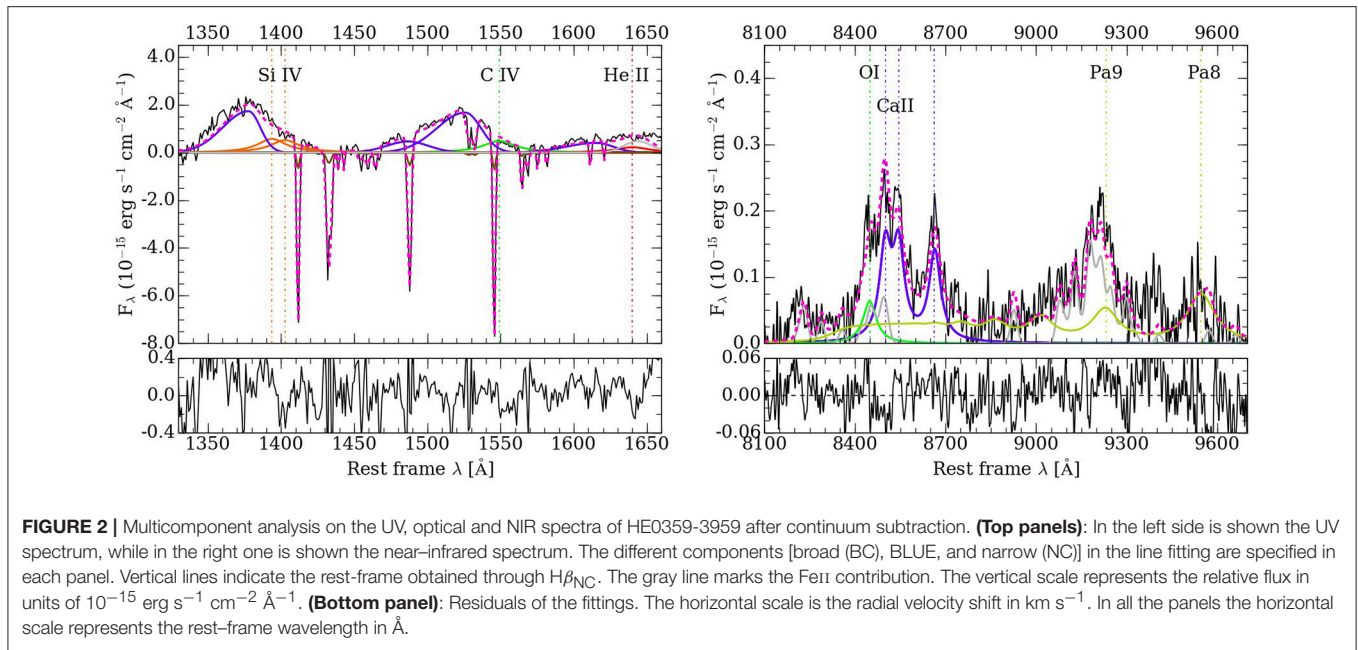 1350 1400 1450 1500 1550 1600 1650
4.0
2.0
0.0
-2.0
-4.0
-6.0
-8.0
Si IV
C IV
He II
F_λ (10⁻¹⁵ erg s⁻¹ cm⁻² Å⁻¹)
0.4
0.00
-0.4
1350 1400 1450 1500 1550 1600 1650
Rest frame λ [Å]
8100 8400 8700 9000 9300 9600
0.4
0.3
0.2
0.1
0.0
OI
CaII
Pa9
Pa8
F_λ (10⁻¹⁵ erg s⁻¹ cm⁻² Å⁻¹)
0.06
0.00
-0.06
8100 8400 8700 9000 9300 9600
Rest frame λ [Å]
FIGURE 2 | Multicomponent analysis on the UV, optical and NIR spectra of HE0359-3959 after continuum subtraction. (Top panels): In the left side is shown the UV
spectrum, while in the right one is shown the near–infrared spectrum. The different components [broad (BC), BLUE, and narrow (NC)] in the line fitting are specified in
each panel. Vertical lines indicate the rest-frame obtained through Hβ_NC. The gray line marks the FeII contribution. The vertical scale represents the relative flux in
units of 10⁻¹⁵ erg s⁻¹ cm⁻² Å⁻¹. (Bottom panel): Residuals of the fittings. The horizontal scale is the radial velocity shift in km s⁻¹. In all the panels the horizontal
scale represents the rest–frame wavelength in Å.